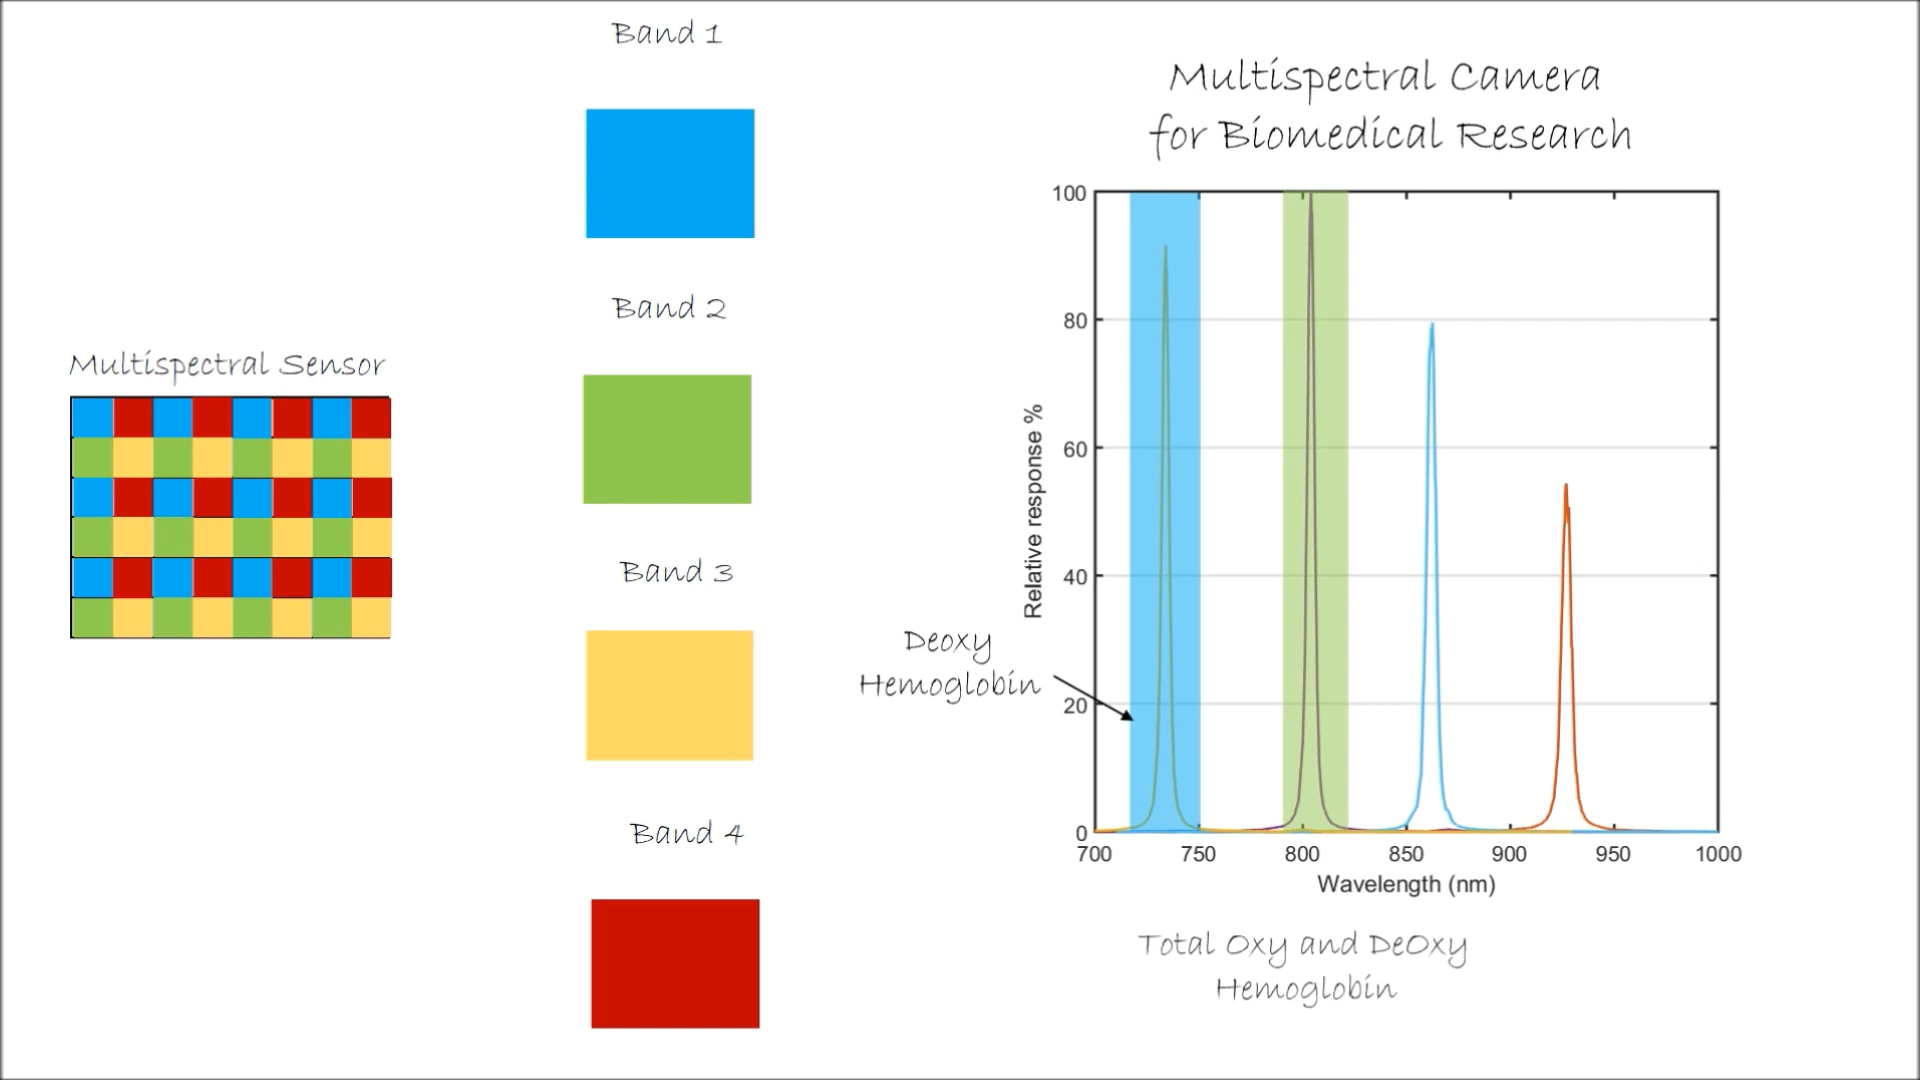 Multispectral Sensor
Band 1
Band 2
Band 3
Band 4
Multispectral Camera
for Biomedical Research
Relative response %
100
80
60
40
20
0
700 750 800 850 900 950 1000
Wavelength (nm)
Deoxy
Hemoglobin
Total Oxy and DeOxy
Hemoglobin